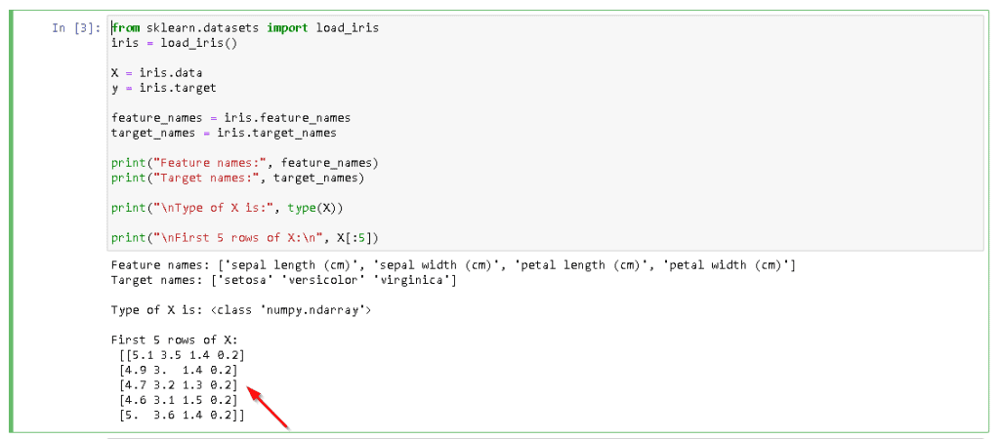 In [3]: from sklearn.datasets import load_iris
iris = load_iris()
X = iris.data
y = iris.target
feature_names = iris.feature_names
target_names = iris.target_names
print("Feature names:", feature_names)
print("Target names:", target_names)
print("\nType of X is:", type(X))
print("\nFirst 5 rows of X:\n", X[:5])
Feature names: ['sepal length (cm)', 'sepal width (cm)', 'petal length (cm)', 'petal width (cm)']
Target names: ['setosa' 'versicolor' 'virginica']
Type of X is: <class 'numpy.ndarray'>
First 5 rows of X:
[[5.1 3.5 1.4 0.2]
[4.9 3.  1.4 0.2]
[4.7 3.2 1.3 0.2]
[4.6 3.1 1.5 0.2]
[5.  3.6 1.4 0.2]]